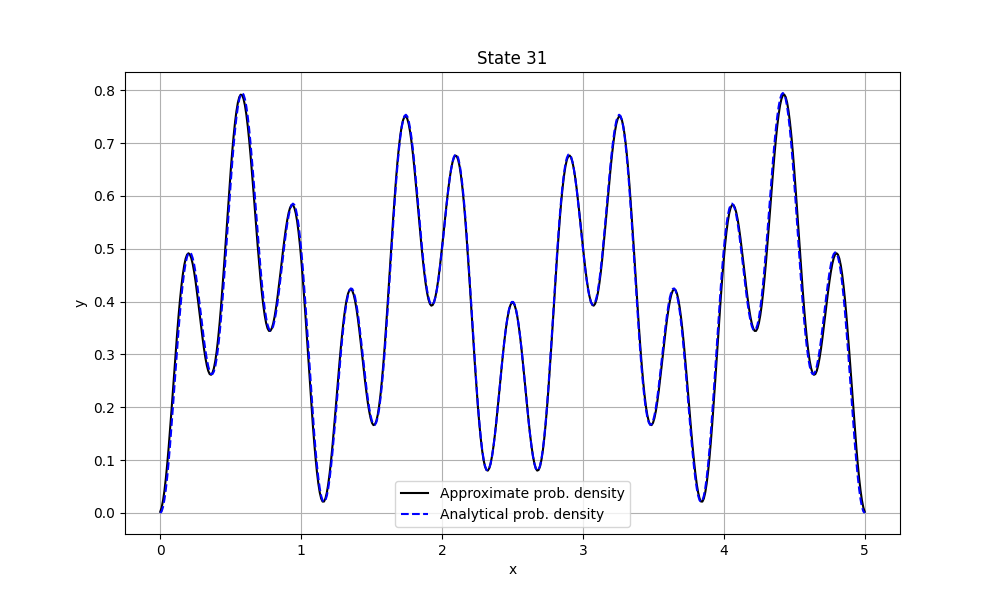 State 31
y
0.8
0.7
0.6
0.5
0.4
0.3
0.2
0.1
0.0
Approximate prob. density
Analytical prob. density
0 1 2 3 4 5
x